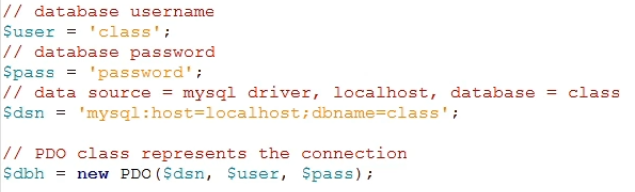 // database username
$user = 'class';
// database password
$pass = 'password';
// data source = mysql driver, localhost, database = class
$dsn = 'mysql:host=localhost;dbname=class';
// PDO class represents the connection
$dbh = new PDO($dsn, $user, $pass);